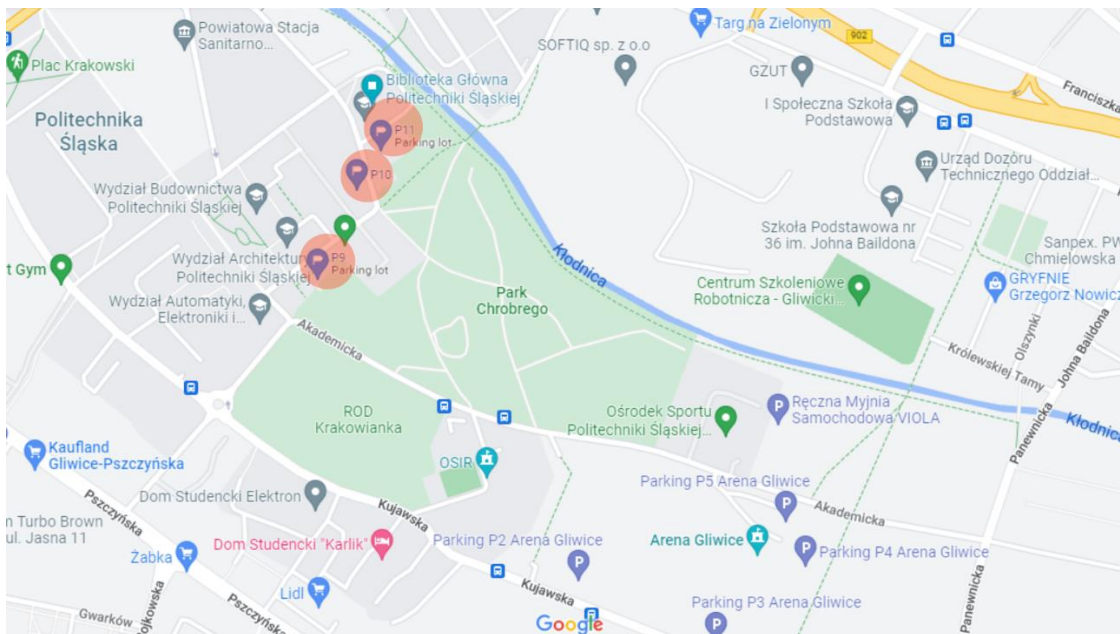 Powiatowa Stacja
Sanitarno...
Plac Krakowski
Politechnika
Śląska
Biblioteka Główna
Politechniki Śląskiej
P11
Parking lot
P10
Wydział Budownictwa
Politechniki Śląskiej
Wydział Architektury
Politechniki Śląskiej
P9
Parking lot
t Gym
Wydział Automatyki,
Elektroniki i...
Akademicka
SOFTIQ sp. z o.o
Targ na Zielonym
902
GZUT
I Społeczna Szkoła
Podstawowa
Franciszka
Urząd Dozóru
Technicznego Oddział...
Szkoła Podstawowa nr
36 im. Johna Baildona
Sanpex. PW
Chmielowska
GRYFNIE
Grzegorz Nowicz
Kłodnica
Centrum Szkoleniowe
Robotnicza - Gliwicki...
Park
Chrobrego
Olszynki
Johna Baildona
Królewskiej Tamy
Panewnicka
Kłodnica
ROD
Krakowianka
Ośrodek Sportu
Politechniki Śląskiej...
Ręczna Myjnia
Samochodowa VIOLA
Kaufland
Gliwice-Pszczyńska
OSIR
Dom Studencki Elektron
Pszczyńska
Kujawska
Parking P5 Arena Gliwice
Akademicka
m Turbo Brown
ul. Jasna 11
Żabka
Dom Studencki "Karlik"
Parking P2 Arena Gliwice
Arena Gliwice
Parking P4 Arena Gliwice
Lidl
Pszczyńska
Kujawska
Parking P3 Arena Gliwice
Panewnicka
Gwarków
Bojkowska
Google